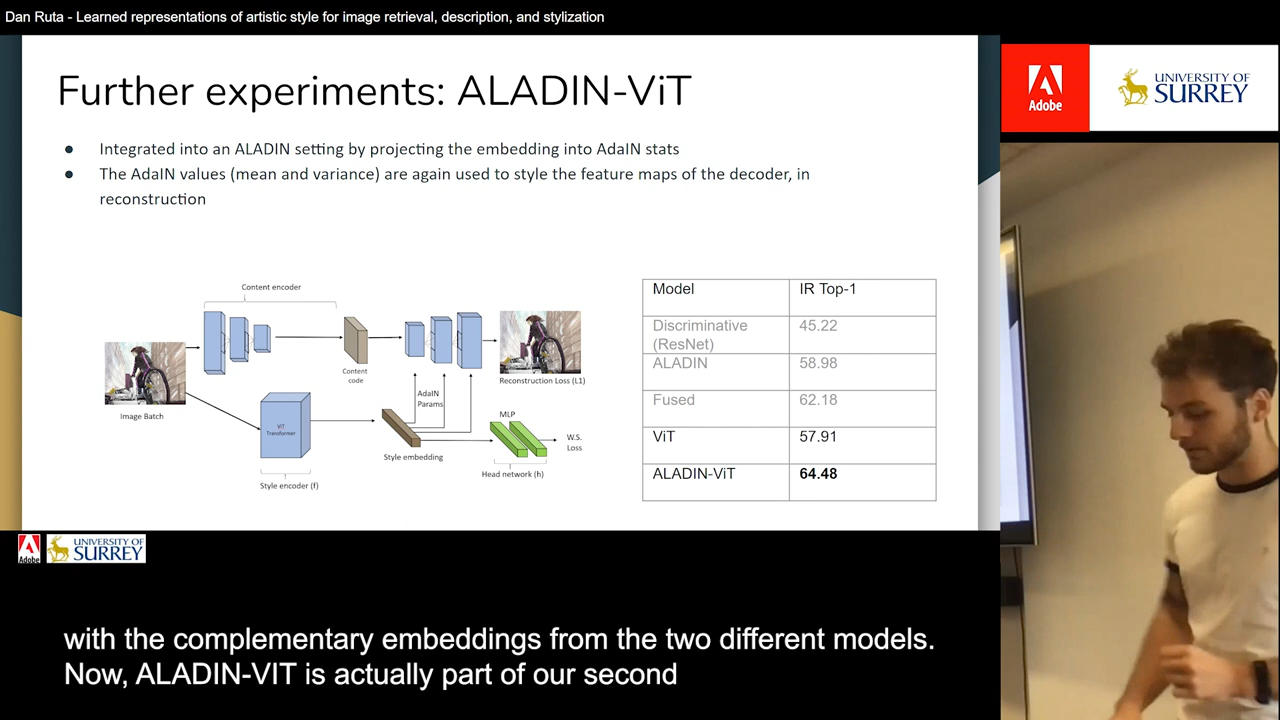 Dan Ruta - Learned representations of artistic style for image retrieval, description, and stylization
Further experiments: ALADIN-ViT
● Integrated into an ALADIN setting by projecting the embedding into AdaIN stats
● The AdaIN values (mean and variance) are again used to style the feature maps of the decoder, in
reconstruction
Content encoder
Content
code
Reconstruction Loss (L1)
Image Batch
AdaIN
Params
ViT
Transformer
MLP
W.S.
Loss
Style embedding
Head network (h)
Style encoder (f)
Model IR Top-1
Discriminative
(ResNet) 45.22
ALADIN 58.98
Fused 62.18
ViT 57.91
ALADIN-ViT 64.48
Adobe
UNIVERSITY OF
SURREY
Adobe
UNIVERSITY OF
SURREY
with the complementary embeddings from the two different models.
Now, ALADIN-VIT is actually part of our second